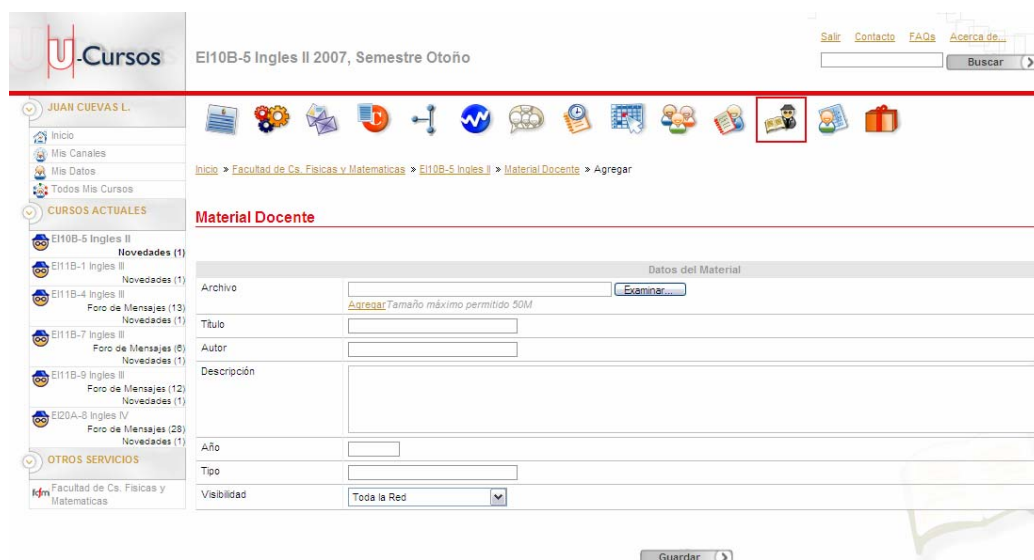 U-Cursos
EI10B-5 Ingles II 2007, Semestre Otoño
Salir Contacto FAQs Acerca de...
Buscar
JUAN CUEVAS L.
Inicio
Mis Canales
Mis Datos
Todos Mis Cursos
CURSOS ACTUALES
EI10B-5 Ingles II
Novedades (1)
EI11B-1 Ingles III
Novedades (1)
EI11B-4 Ingles III
Foro de Mensajes (13)
Novedades (1)
EI11B-7 Ingles III
Foro de Mensajes (6)
Novedades (1)
EI11B-9 Ingles III
Foro de Mensajes (12)
Novedades (1)
EI20A-8 Ingles IV
Foro de Mensajes (28)
Novedades (1)
OTROS SERVICIOS
fcfm Facultad de Cs. Fisicas y
Matematicas
Inicio » Facultad de Cs. Fisicas y Matematicas » EI10B-5 Ingles II » Material Docente » Agregar
Material Docente
Datos del Material
Archivo
Examinar...
Agregar Tamaño máximo permitido 50M
Título
Autor
Descripción
Año
Tipo
Visibilidad
Toda la Red
Guardar